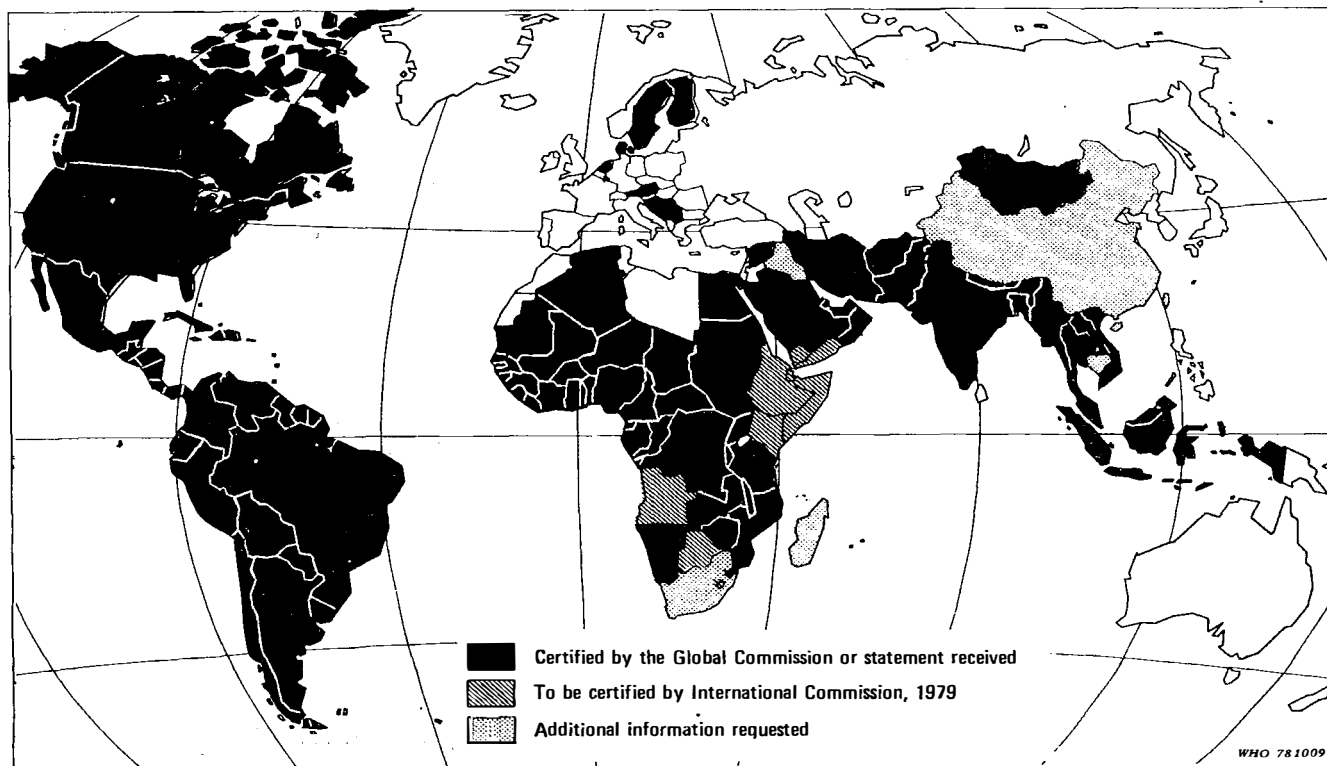 Certified by the Global Commission or statement received
To be certified by International Commission, 1979
Additional information requested
WHO 781009